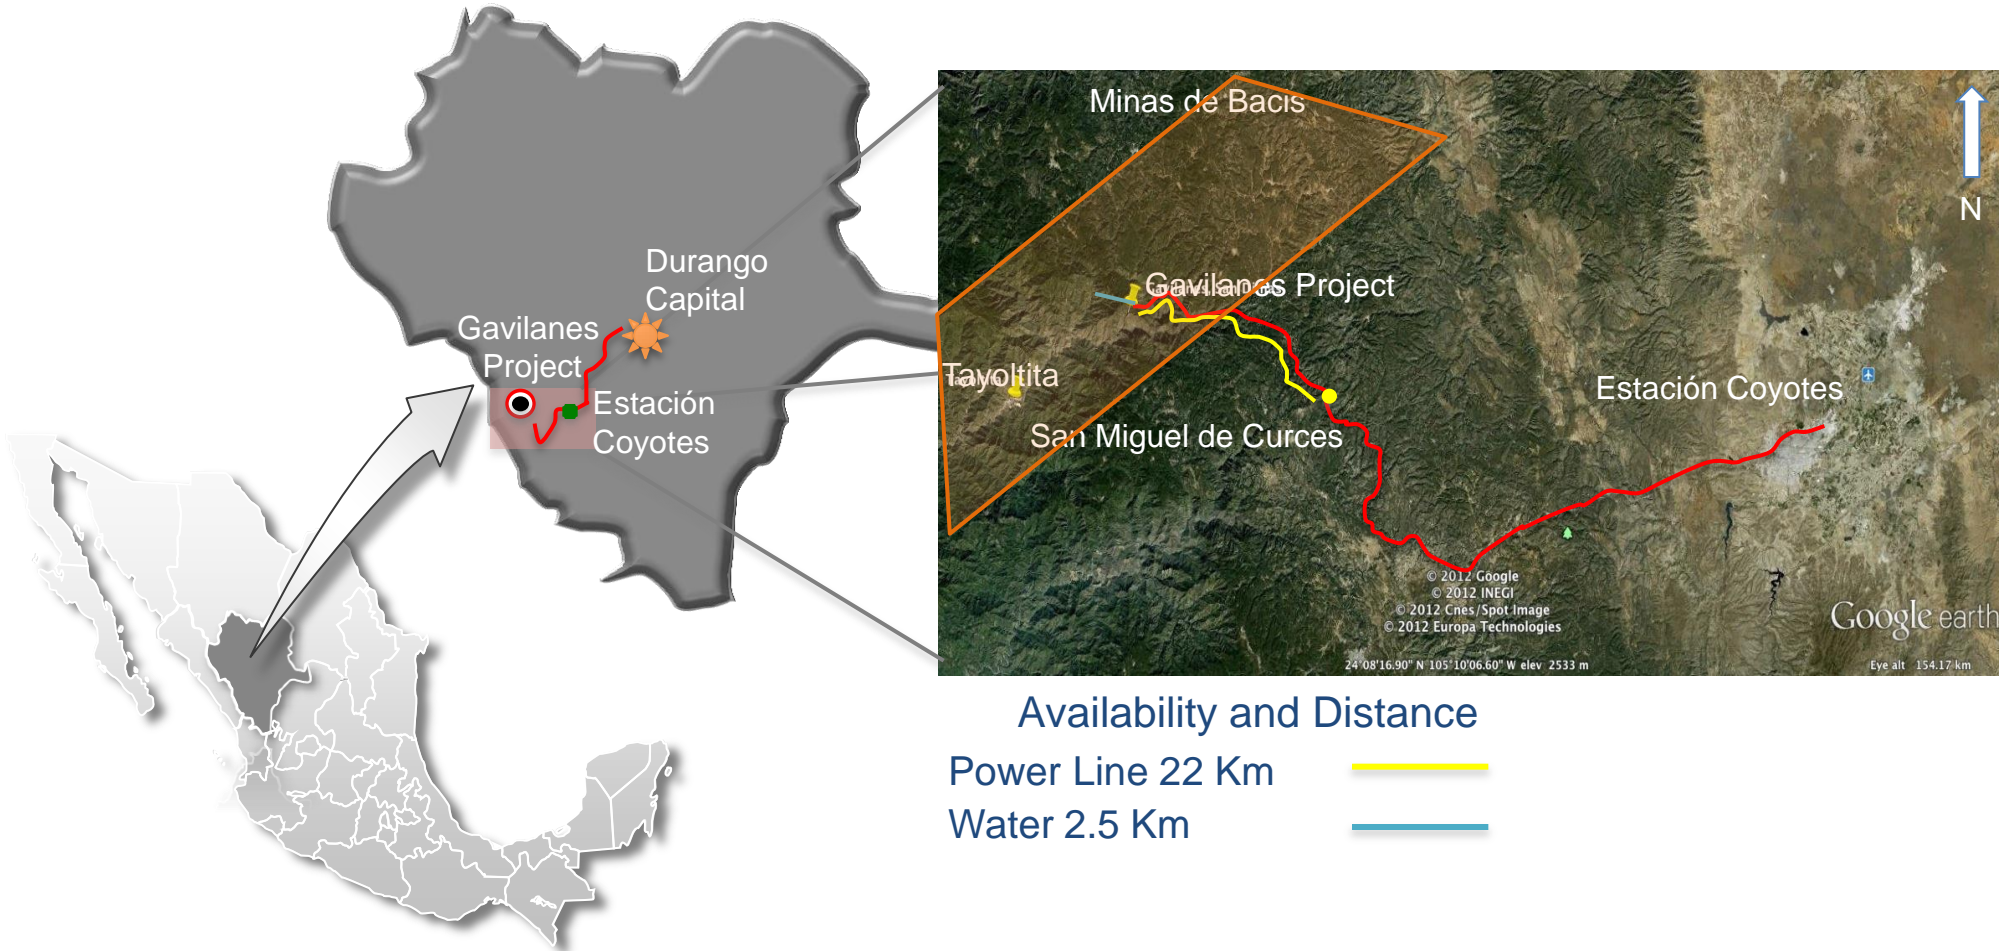 Durango
Capital
Gavilanes
Project
Estación
Coyotes
Minas de Bacis
N
Gavilanes Project
Tayoltita
Estación Coyotes
San Miguel de Curces
© 2012 Google
© 2012 INEGI
© 2012 Cnes/Spot Image
© 2012 Europa Technologies
Google earth
24°08'16.90" N 105°10'06.60" W elev 2533 m
Eye alt 154.17 km
Availability and Distance
Power Line 22 Km
Water 2.5 Km